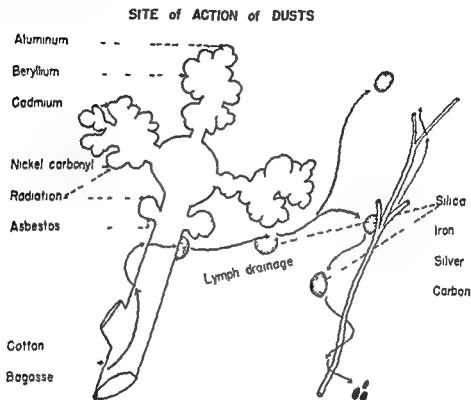 SITE of ACTION OF DUSTS
Aluminum
Beryllium
Cadmium
Nickel carbonyl
Radiation
Asbestos
Cotton
Bagasse
Lymph drainage
Silica
Iron
Silver
Carbon